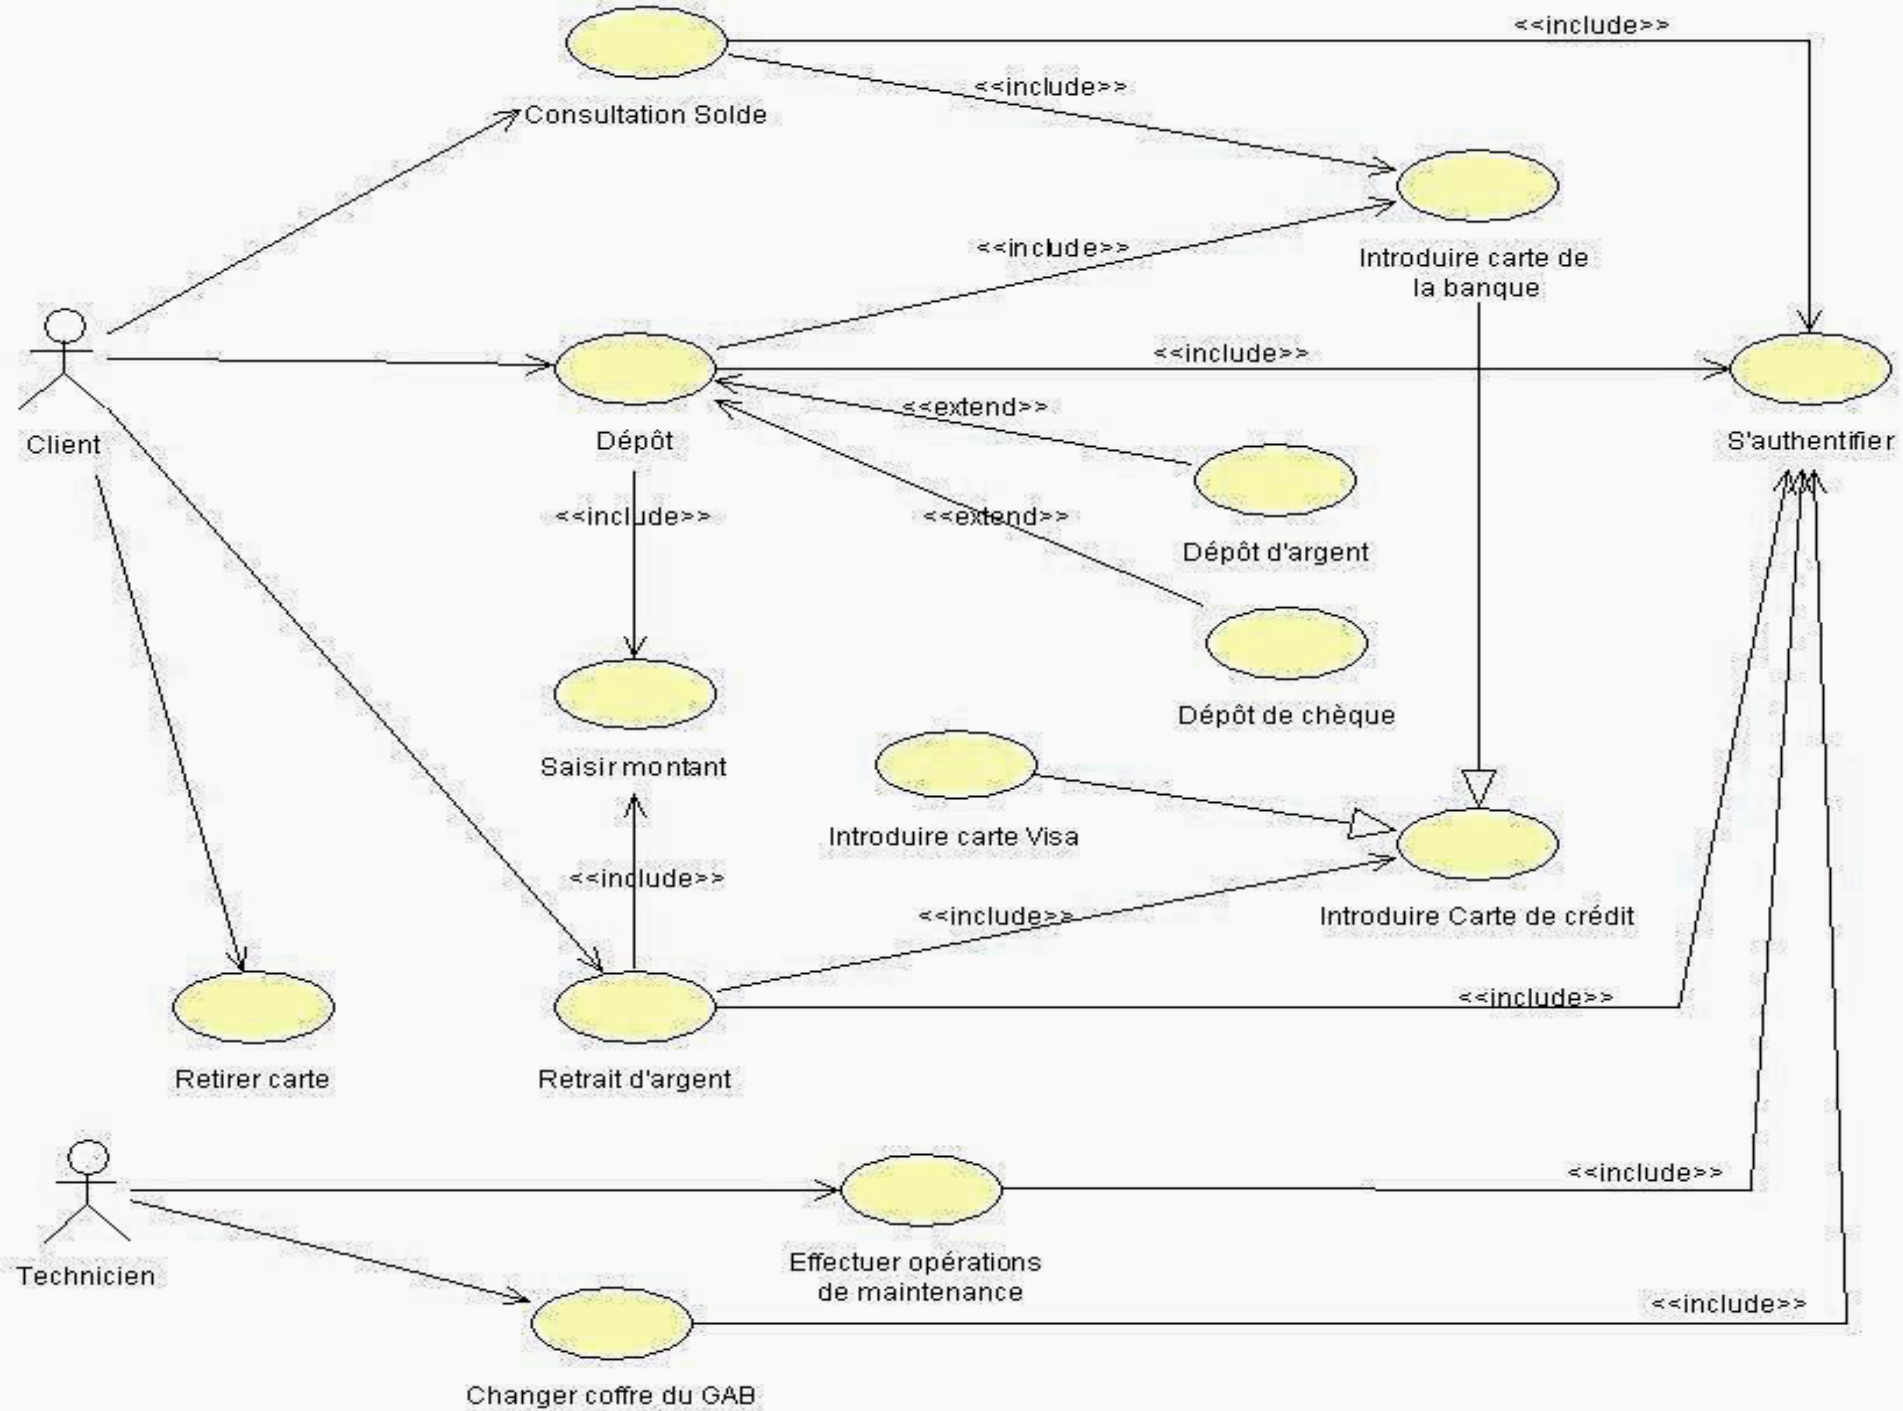 <<include>>
<<include>>
Consultation Solde
<<include>>
Introduire carte de
la banque
<<include>>
<<extend>>
Client
Dépôt
S'authentifier
<<include>>
<<extend>>
Dépôt d'argent
Dépôt de chèque
Saisir montant
Introduire carte Visa
<<include>>
<<include>>
Introduire Carte de crédit
<<include>>
Retirer carte
Retrait d'argent
<<include>>
Technicien
Effectuer opérations
de maintenance
<<include>>
Changer coffre du GAB